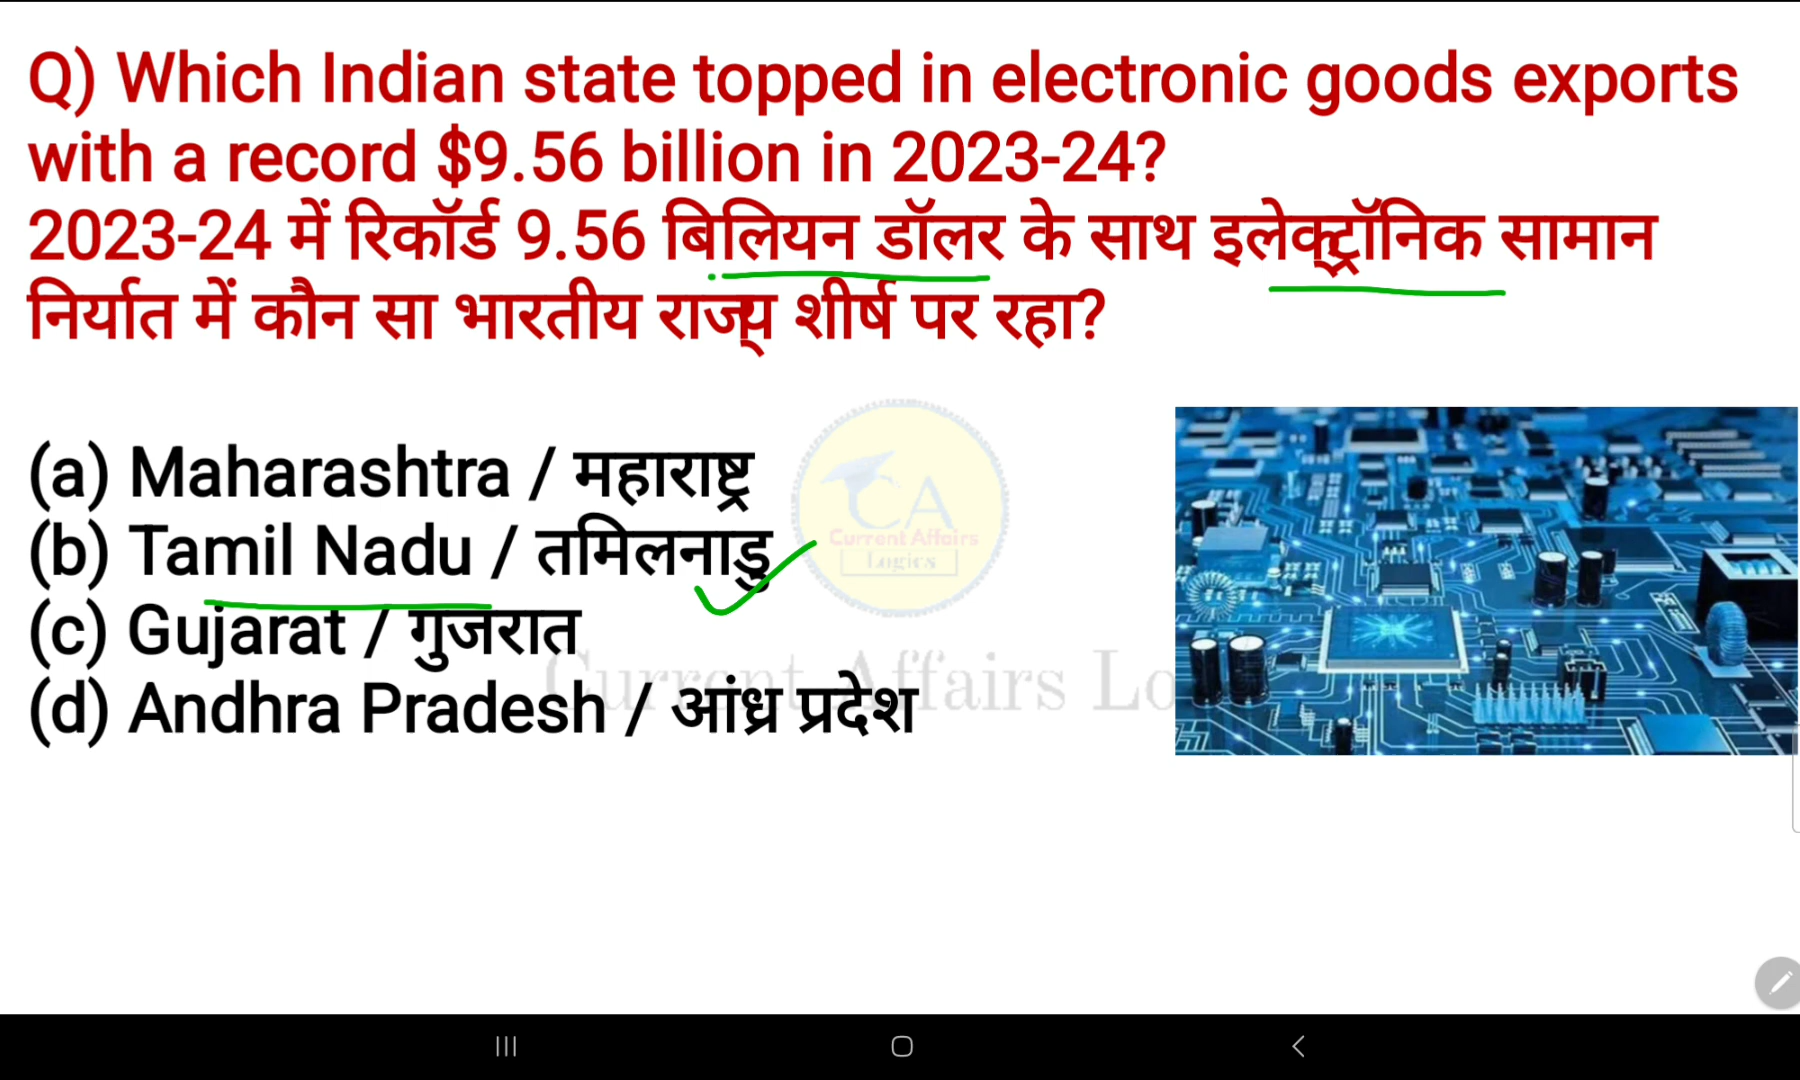 Q) Which Indian state topped in electronic goods exports
with a record $9.56 billion in 2023-24?
2023-24 में रिकॉर्ड 9.56 बिलियन डॉलर के साथ इलेक्ट्रॉनिक सामान
निर्यात में कौन सा भारतीय राज्य शीर्ष पर रहा?
(a) Maharashtra / महाराष्ट्र
(b) Tamil Nadu / तमिलनाडु
(c) Gujarat / गुजरात
(d) Andhra Pradesh / आंध्र प्रदेश
CA
Current Affairs
Logics
Current Affairs Lo